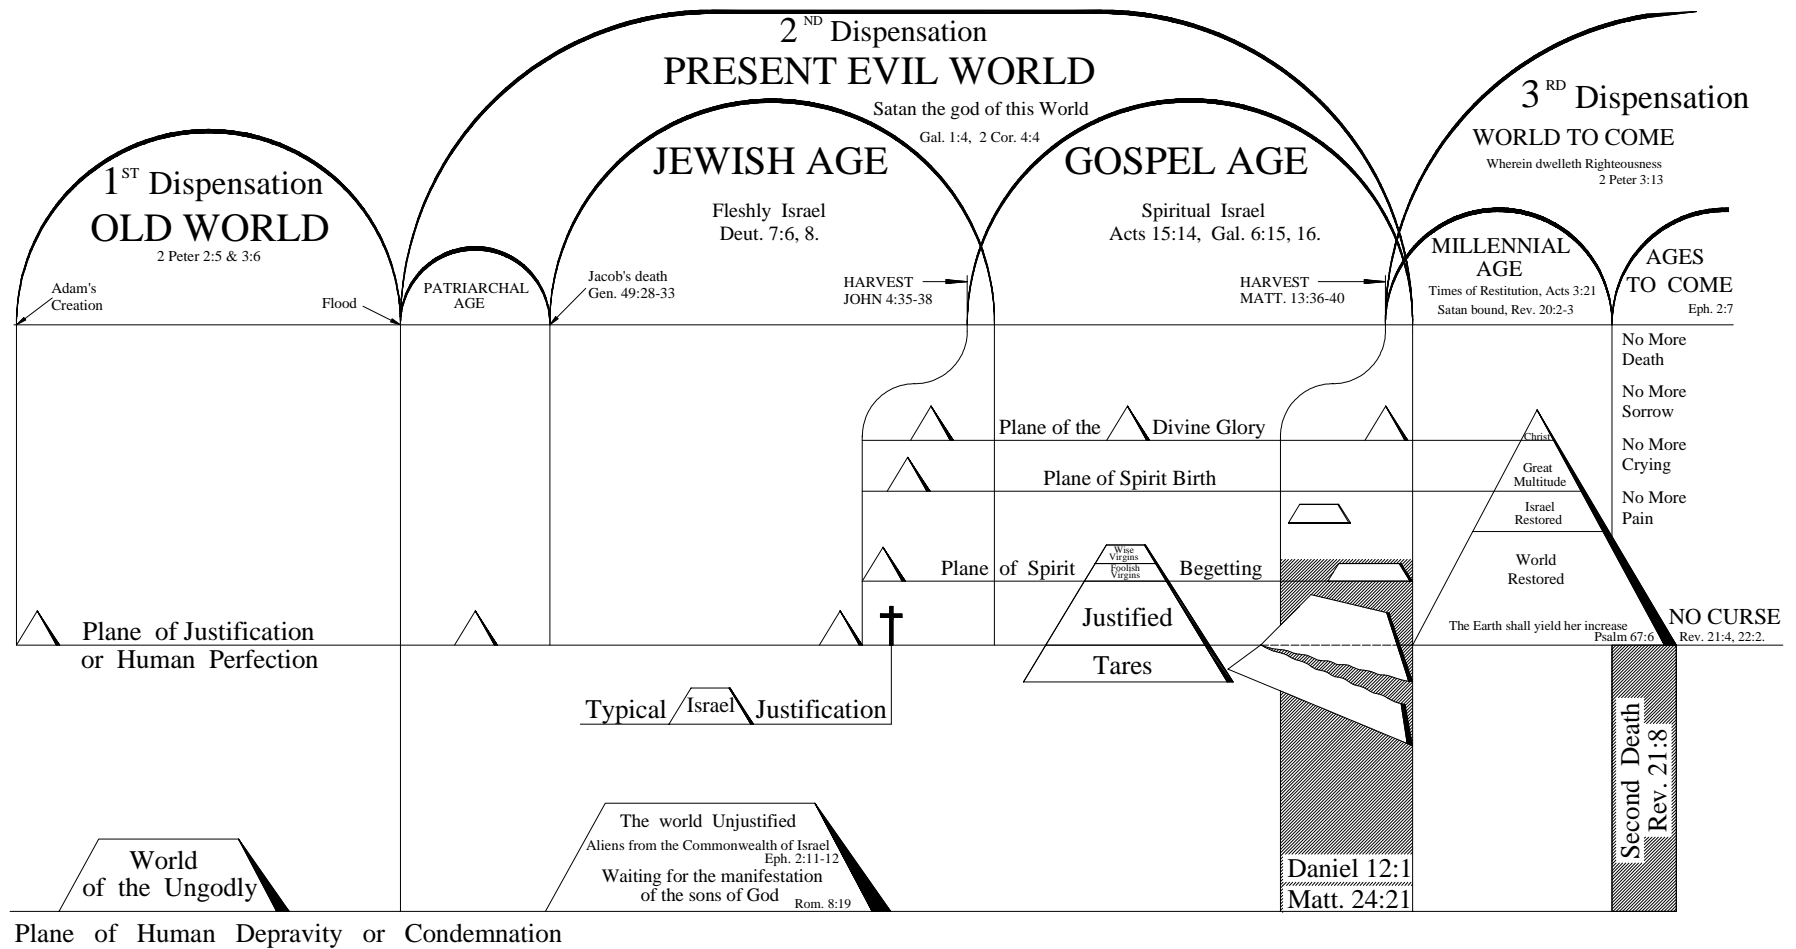 2 ND Dispensation
PRESENT EVIL WORLD
Satan the god of this World
Gal. 1:4, 2 Cor. 4:4
3 RD Dispensation
WORLD TO COME
Wherein dwelleth Righteousness
2 Peter 3:13
1ST Dispensation
OLD WORLD
2 Peter 2:5 & 3:6
JEWISH AGE
Fleshly Israel
Deut. 7:6, 8.
GOSPEL AGE
Spiritual Israel
Acts 15:14, Gal. 6:15, 16.
Adam's
Creation
Flood
PATRIARCHAL
AGE
Jacob's death
Gen. 49:28-33
HARVEST
JOHN 4:35-38
HARVEST
MATT. 13:36-40
MILLENNIAL
AGE
Times of Restitution, Acts 3:21
Satan bound, Rev. 20:2-3
AGES
TO COME
Eph. 2:7
No More
Death
No More
Sorrow
No More
Crying
No More
Pain
Plane of the Divine Glory
Plane of Spirit Birth
Plane of Spirit Begetting
Christ
Great
Multitude
Israel
Restored
World
Restored
The Earth shall yield her increase
Psalm 67:6
NO CURSE
Rev. 21:4, 22:2.
Wise
Virgins
Foolish
Virgins
Justified
Tares
Plane of Justification
or Human Perfection
Typical Israel Justification
World
of the Ungodly
The world Unjustified
Aliens from the Commonwealth of Israel
Eph. 2:11-12
Waiting for the manifestation
of the sons of God
Rom. 8:19
Daniel 12:1
Matt. 24:21
Second Death
Rev. 21:8
Plane of Human Depravity or Condemnation